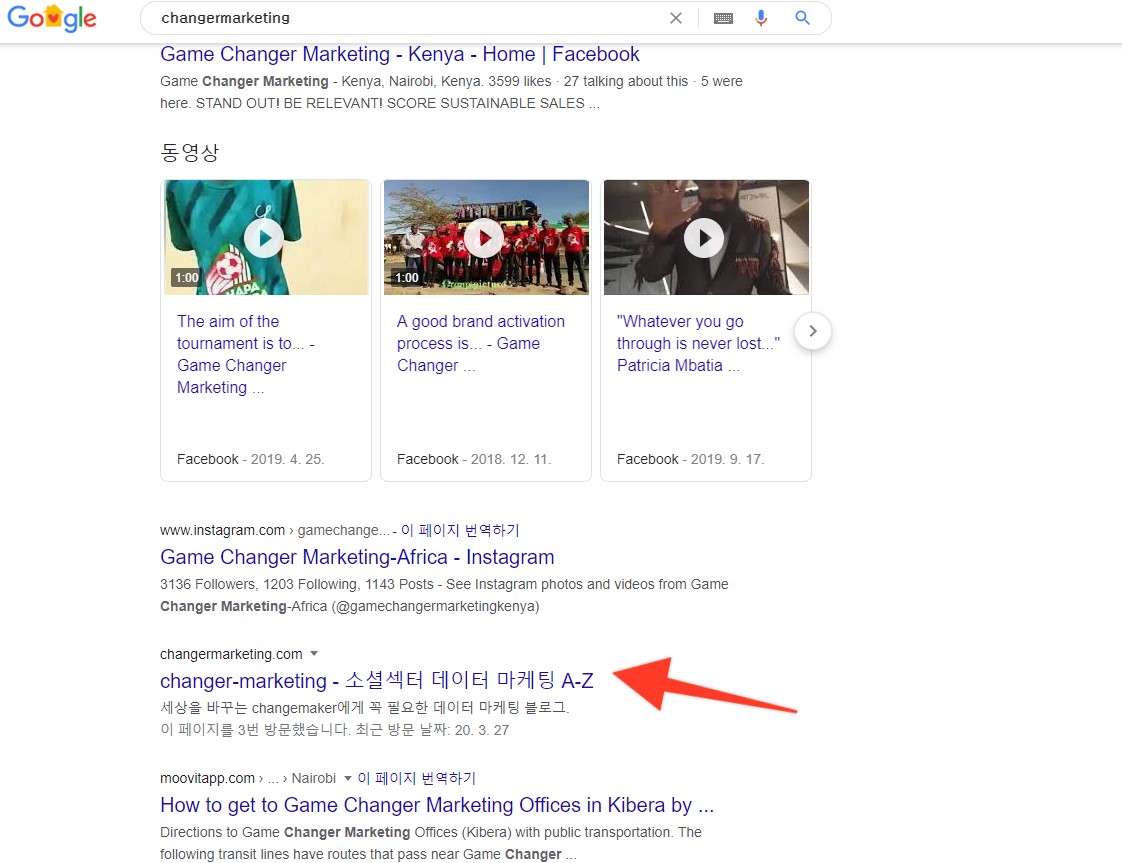 Google
changermarketing
Game Changer Marketing - Kenya - Home | Facebook
Game Changer Marketing - Kenya, Nairobi, Kenya. 3599 likes · 27 talking about this · 5 were
here. STAND OUT! BE RELEVANT! SCORE SUSTAINABLE SALES ...
동영상
1:00
The aim of the
tournament is to... -
Game Changer
Marketing ...
Facebook - 2019. 4. 25.
1:00
A good brand activation
process is... - Game
Changer ...
Facebook - 2018. 12. 11.
"Whatever you go
through is never lost..."
Patricia Mbatia ...
Facebook - 2019. 9. 17.
www.instagram.com › gamechange... - 이 페이지 번역하기
Game Changer Marketing-Africa - Instagram
3136 Followers, 1203 Following, 1143 Posts - See Instagram photos and videos from Game
Changer Marketing-Africa (@gamechangermarketingkenya)
changermarketing.com
changer-marketing - 소셜섹터 데이터 마케팅 A-Z
세상을 바꾸는 changemaker에게 꼭 필요한 데이터 마케팅 블로그.
이 페이지를 3번 방문했습니다. 최근 방문 날짜: 20. 3. 27
moovitapp.com › ... › Nairobi 이 페이지 번역하기
How to get to Game Changer Marketing Offices in Kibera by ...
Directions to Game Changer Marketing Offices (Kibera) with public transportation. The
following transit lines have routes that pass near Game Changer ...